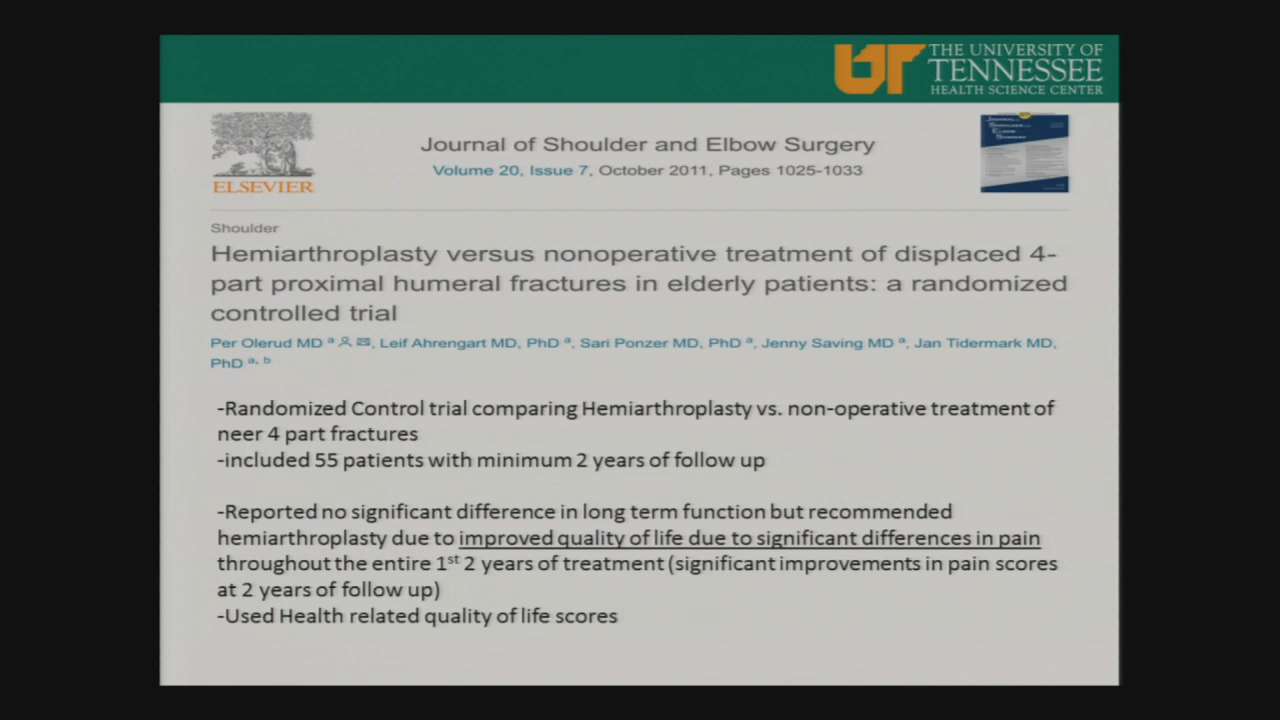 THE UNIVERSITY OF
TENNESSEE
HEALTH SCIENCE CENTER
ELSEVIER
Journal of Shoulder and Elbow Surgery
Volume 20, Issue 7, October 2011, Pages 1025-1033
Shoulder
Hemiarthroplasty versus nonoperative treatment of displaced 4-
part proximal humeral fractures in elderly patients: a randomized
controlled trial
Per Olerud MD a, Leif Ahrengart MD, PhD a, Sari Ponzer MD, PhD a, Jenny Saving MD a, Jan Tidermark MD,
PhD a, b
-Randomized Control trial comparing Hemiarthroplasty vs. non-operative treatment of
neer 4 part fractures
-included 55 patients with minimum 2 years of follow up
-Reported no significant difference in long term function but recommended
hemiarthroplasty due to improved quality of life due to significant differences in pain
throughout the entire 1st 2 years of treatment (significant improvements in pain scores
at 2 years of follow up)
-Used Health related quality of life scores